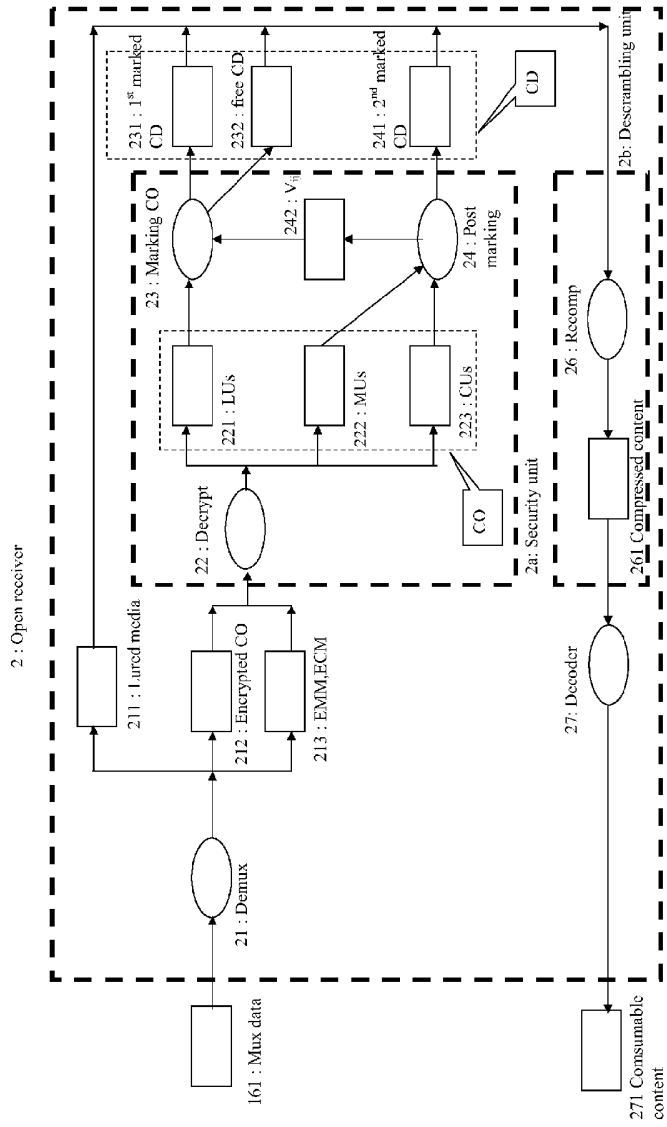 2 : Open receiver
161 : Mux data
21 : Demux
211 : Lured media
212 : Encrypted CO
213 : EMM,ECM
22 : Decrypt
221 : LUs
222 : MUs
223 : CUs
CO
2a: Security unit
23 : Marking CO
242 : Vij
24 : Post
marking
231 : 1st marked
CD
232 : free CD
241 : 2nd marked
CD
CD
2b: Descrambling unit
26 : Recomp
261 Compressed content
27: Decoder
271 Comsumable
content